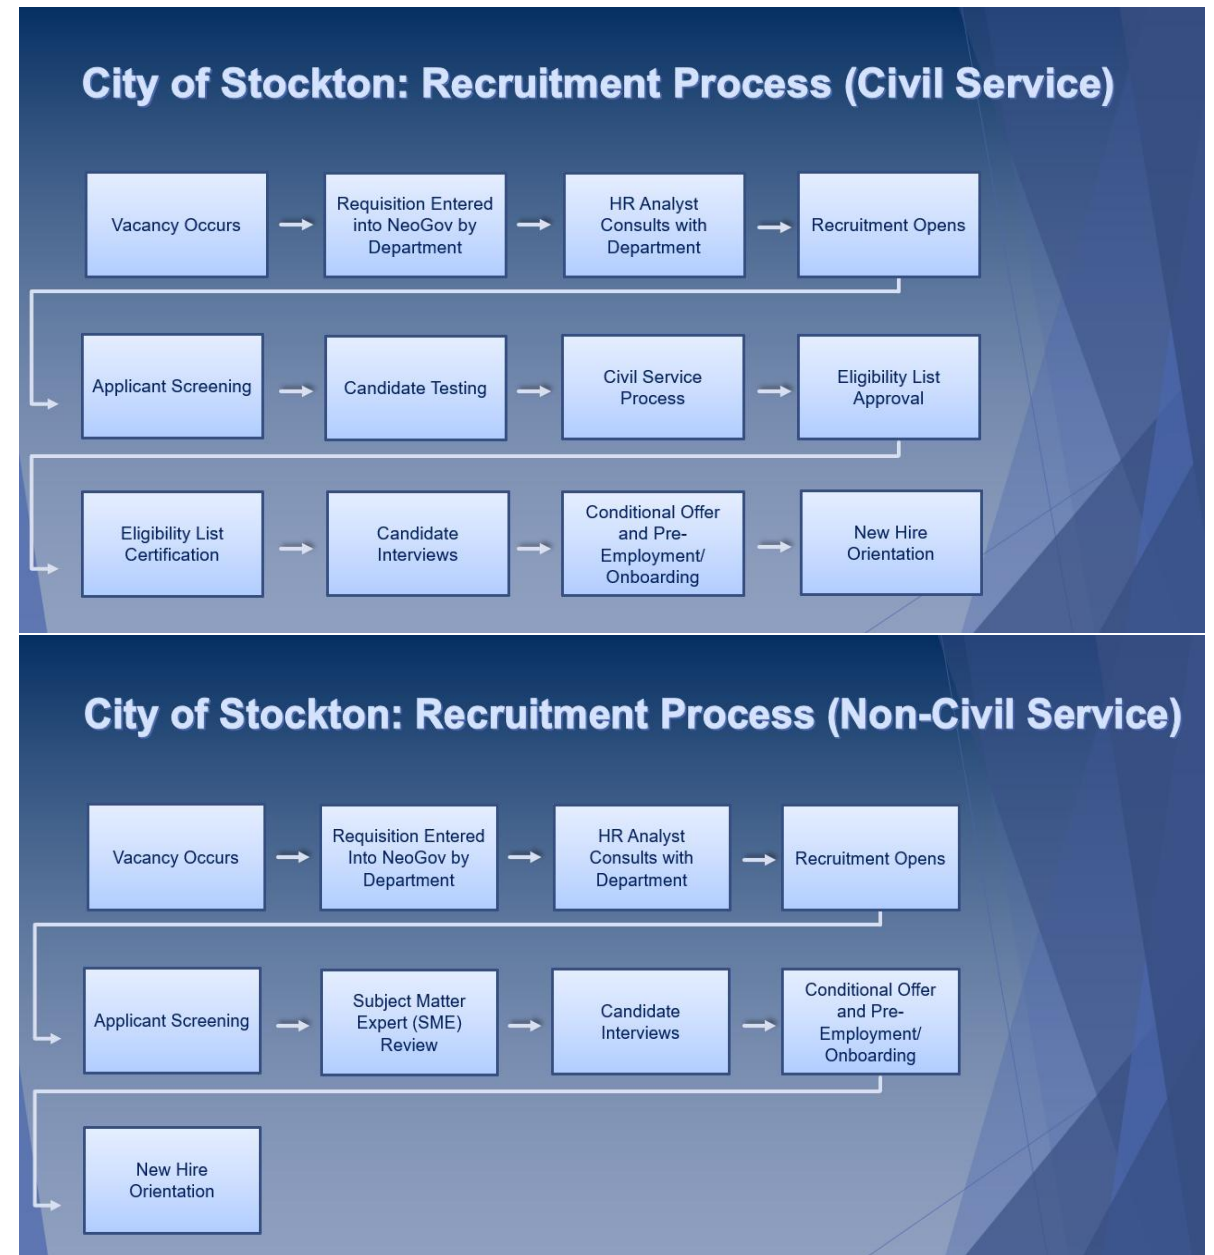 City of Stockton: Recruitment Process (Civil Service)
Vacancy Occurs
Requisition Entered
into NeoGov by
Department
HR Analyst
Consults with
Department
Recruitment Opens
Applicant Screening
Candidate Testing
Civil Service
Process
Eligibility List
Approval
Eligibility List
Certification
Candidate
Interviews
Conditional Offer
and Pre-
Employment/
Onboarding
New Hire
Orientation
City of Stockton: Recruitment Process (Non-Civil Service)
Vacancy Occurs
Requisition Entered
Into NeoGov by
Department
HR Analyst
Consults with
Department
Recruitment Opens
Applicant Screening
Subject Matter
Expert (SME)
Review
Candidate
Interviews
Conditional Offer
and Pre-
Employment/
Onboarding
New Hire
Orientation